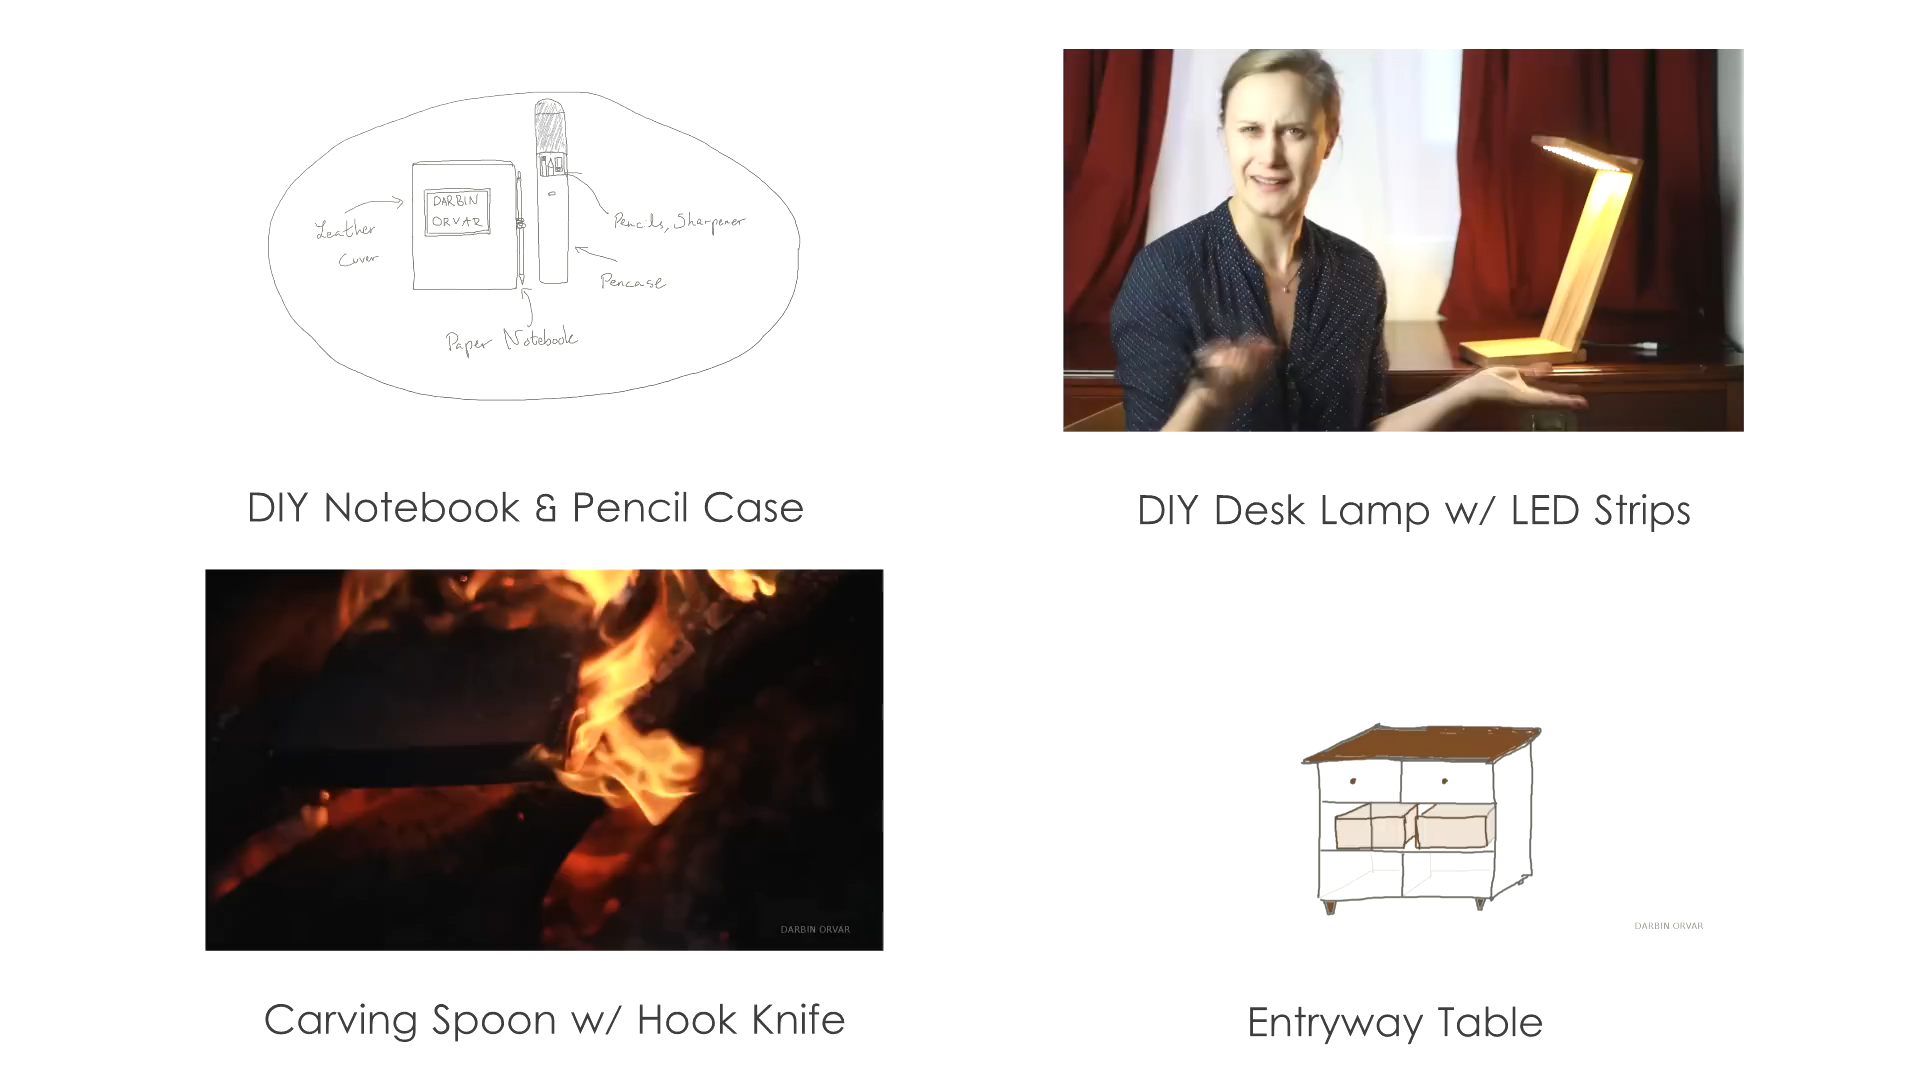 DARBIN
ORVAR
Leather
Cuver
Pencils, Sharpener
Pencase
Paper Notebook
DIY Notebook & Pencil Case
DIY Desk Lamp w/ LED Strips
DARBIN ORVAR
Carving Spoon w/ Hook Knife
DARBIN ORVAR
Entryway Table